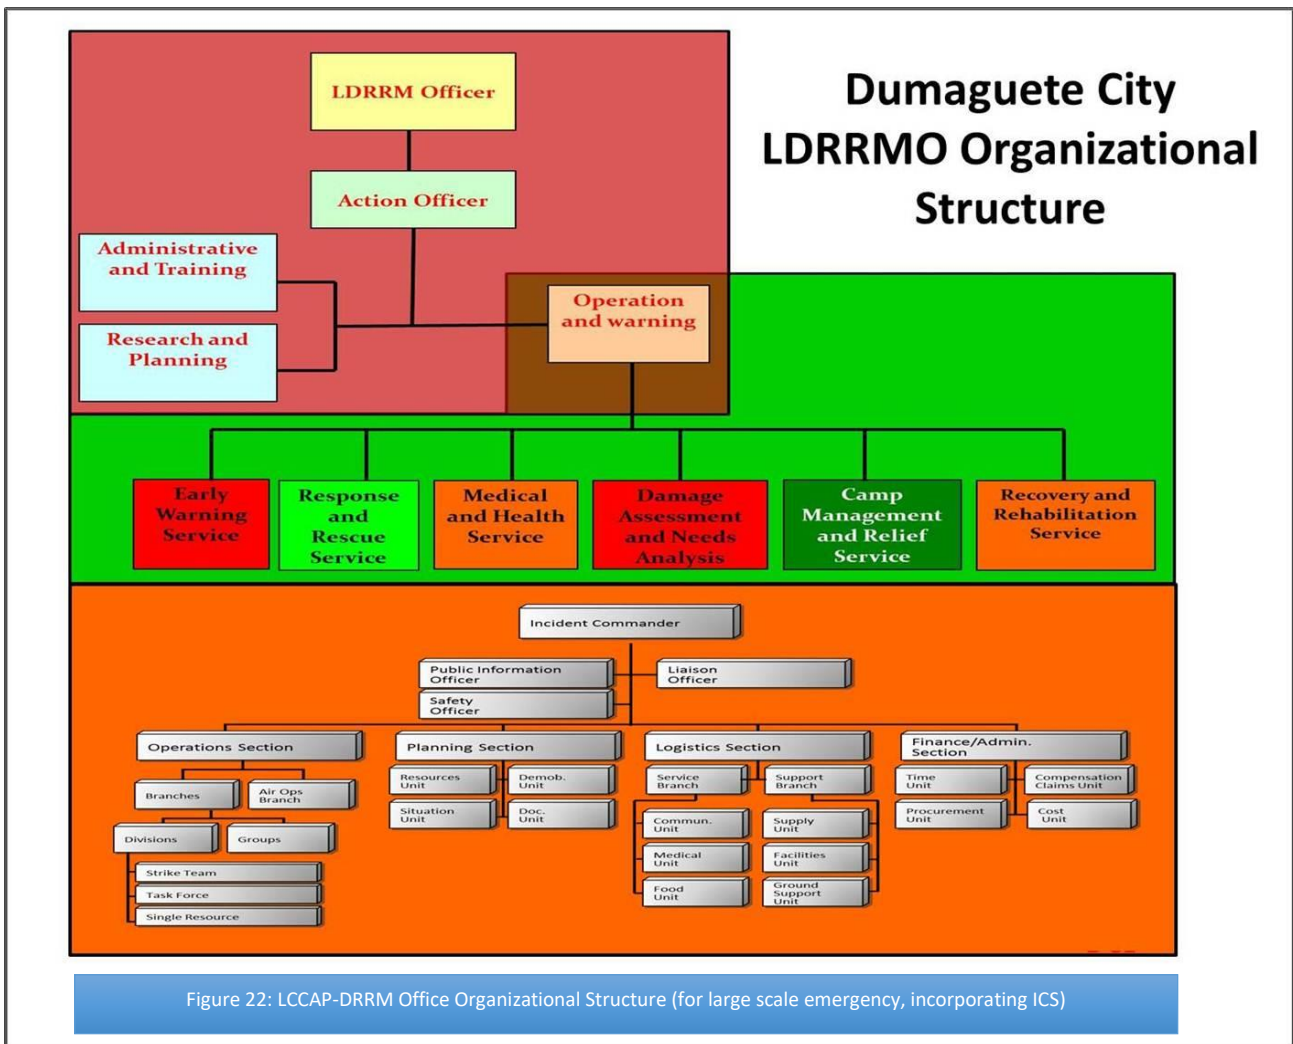 Dumaguete City
LDRRMO Organizational
Structure
LDRRM Officer
Action Officer
Administrative
and Training
Research and
Planning
Operation
and warning
Early
Warning
Service
Response
and
Rescue
Service
Medical
and Health
Service
Damage
Assessment
and Needs
Analysis
Camp
Management
and Relief
Service
Recovery and
Rehabilitation
Service
Incident Commander
Public Information
Officer
Liaison
Officer
Safety
Officer
Operations Section
Planning Section
Logistics Section
Finance/Admin.
Section
Branches
Air Ops
Branch
Divisions
Groups
Strike Team
Task Force
Single Resource
Resources
Unit
Demob.
Unit
Situation
Unit
Doc.
Unit
Service
Branch
Support
Branch
Commun.
Unit
Supply
Unit
Medical
Unit
Facilities
Unit
Food
Unit
Ground
Support
Unit
Time
Unit
Compensation
Claims Unit
Procurement
Unit
Cost
Unit
Figure 22: LCCAP-DRRM Office Organizational Structure (for large scale emergency, incorporating ICS)